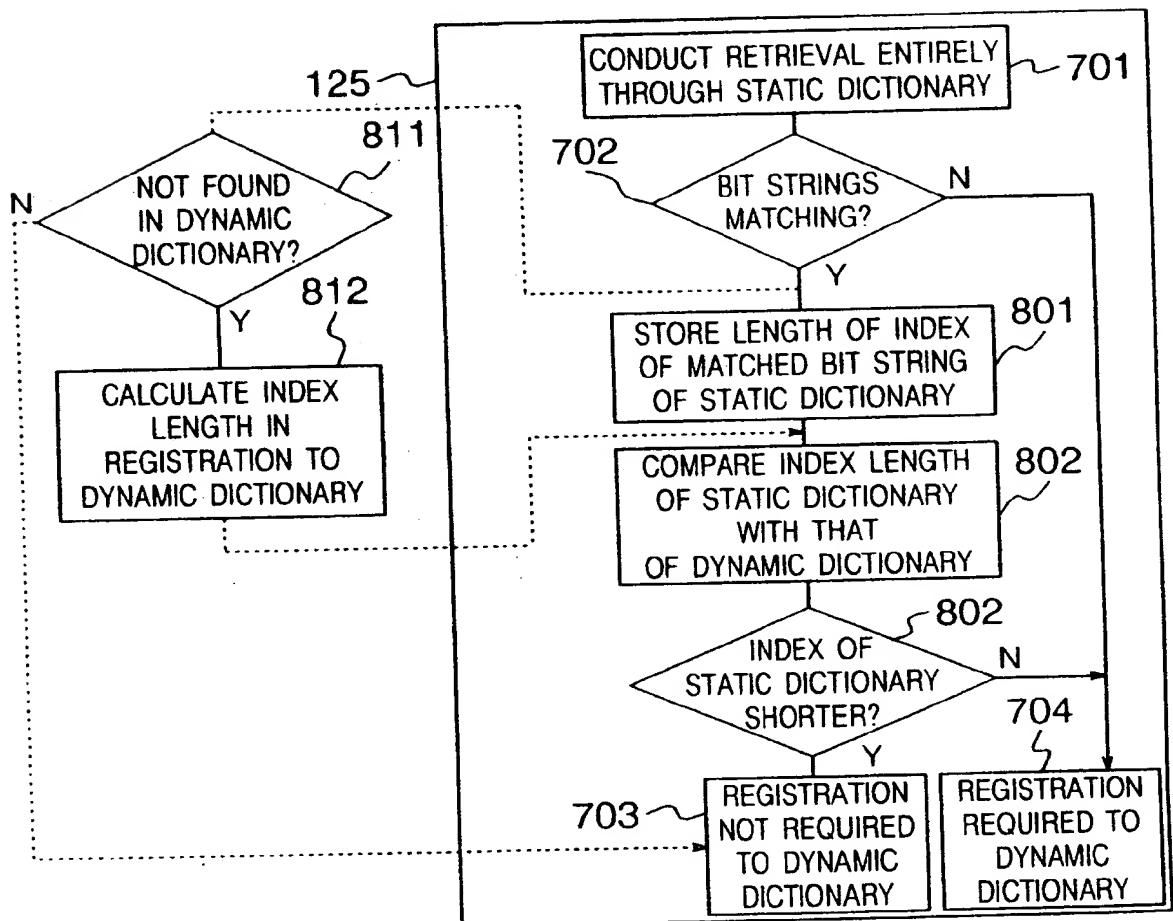 CONDUCT RETRIEVAL ENTIRELY
THROUGH STATIC DICTIONARY
701
125
811
702
N
NOT FOUND
IN DYNAMIC
DICTIONARY?
BIT STRINGS
MATCHING?
N
Y
812
Y
STORE LENGTH OF INDEX
OF MATCHED BIT STRING
OF STATIC DICTIONARY
801
CALCULATE INDEX
LENGTH IN
REGISTRATION TO
DYNAMIC DICTIONARY
COMPARE INDEX LENGTH
OF STATIC DICTIONARY
WITH THAT
OF DYNAMIC DICTIONARY
802
802
INDEX OF
STATIC DICTIONARY
SHORTER?
N
Y
704
703
REGISTRATION
NOT REQUIRED
TO DYNAMIC
DICTIONARY
REGISTRATION
REQUIRED TO
DYNAMIC
DICTIONARY